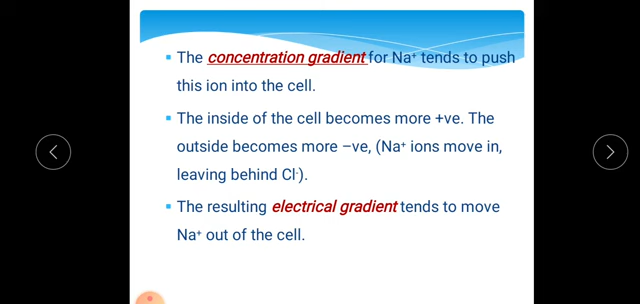 ▪ The concentration gradient for Na⁺ tends to push
this ion into the cell.
▪ The inside of the cell becomes more +ve. The
outside becomes more –ve, (Na⁺ ions move in,
leaving behind Cl⁻).
▪ The resulting electrical gradient tends to move
Na⁺ out of the cell.